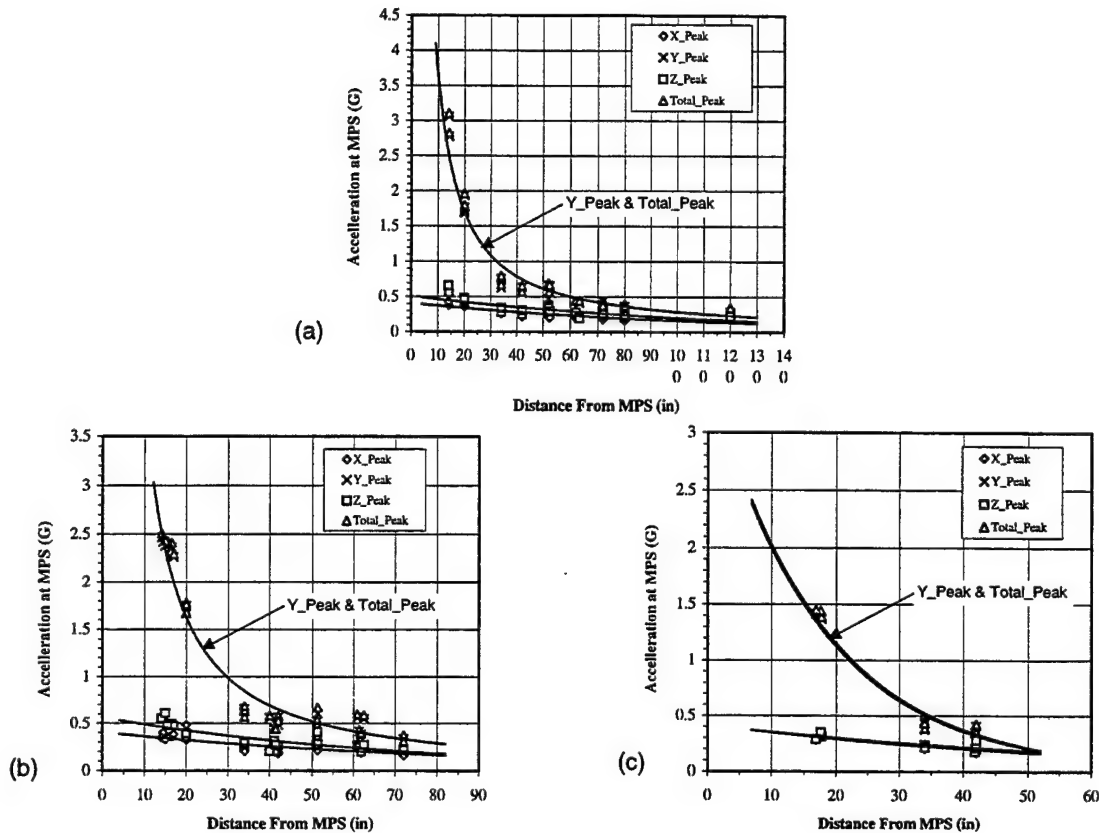 4.5
4
3.5
3
2.5
2
1.5
1
0.5
0
Accelleration at MPS (G)
X_Peak
Y_Peak
Z_Peak
Total_Peak
Y_Peak & Total_Peak
(a)
0 10 20 30 40 50 60 70 80 90 10 11 12 13 14
0 0 0 0 0
Distance From MPS (in)
3.5
3
2.5
2
1.5
1
0.5
0
Accelleration at MPS (G)
X_Peak
Y_Peak
Z_Peak
Total_Peak
Y_Peak & Total_Peak
(b)
0 10 20 30 40 50 60 70 80 90
Distance From MPS (in)
3
2.5
2
1.5
1
0.5
0
Accelleration at MPS (G)
X_Peak
Y_Peak
Z_Peak
Total_Peak
Y_Peak & Total_Peak
(c)
0 10 20 30 40 50 60
Distance From MPS (in)